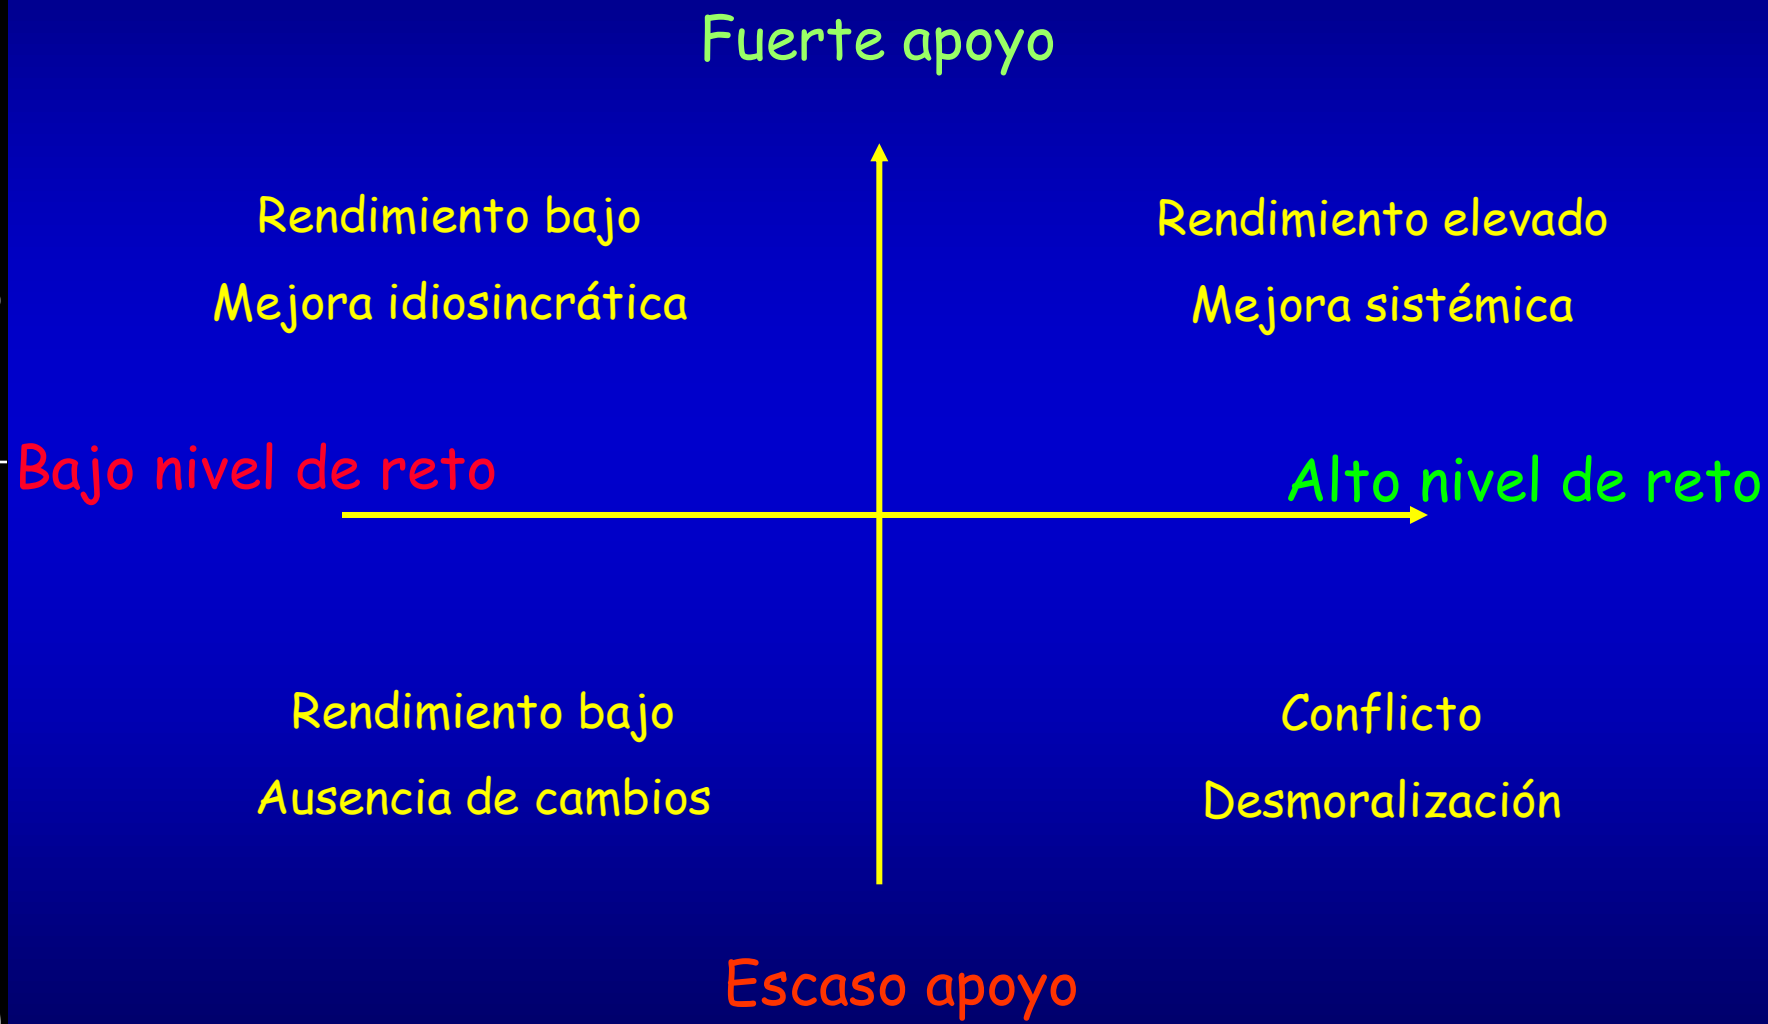 Fuerte apoyo
Rendimiento bajo
Mejora idiosincrática
Rendimiento elevado
Mejora sistémica
Bajo nivel de reto
Alto nivel de reto
Rendimiento bajo
Ausencia de cambios
Conflicto
Desmoralización
Escaso apoyo